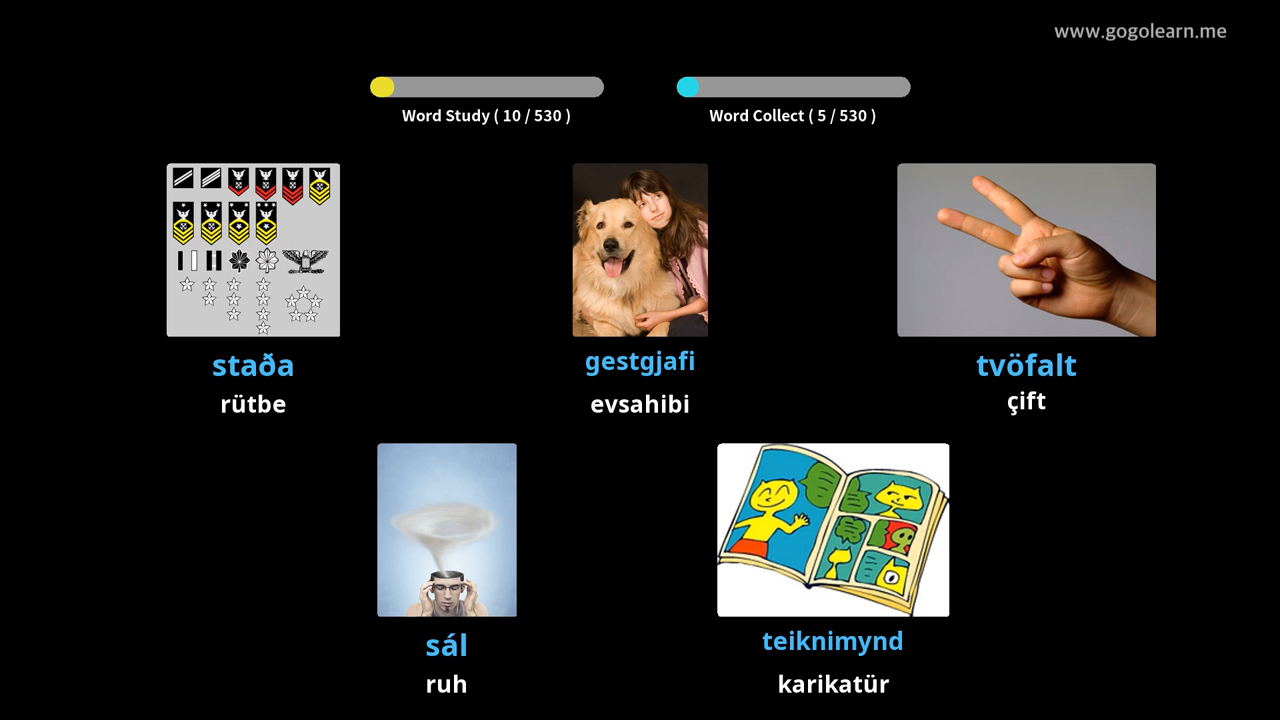 www.gogolearn.me
Word Study ( 10 / 530 )
Word Collect ( 5 / 530 )
staða
gestgjafi
tvöfalt
rütbe
evsahibi
çift
sál
teiknimynd
ruh
karikatür